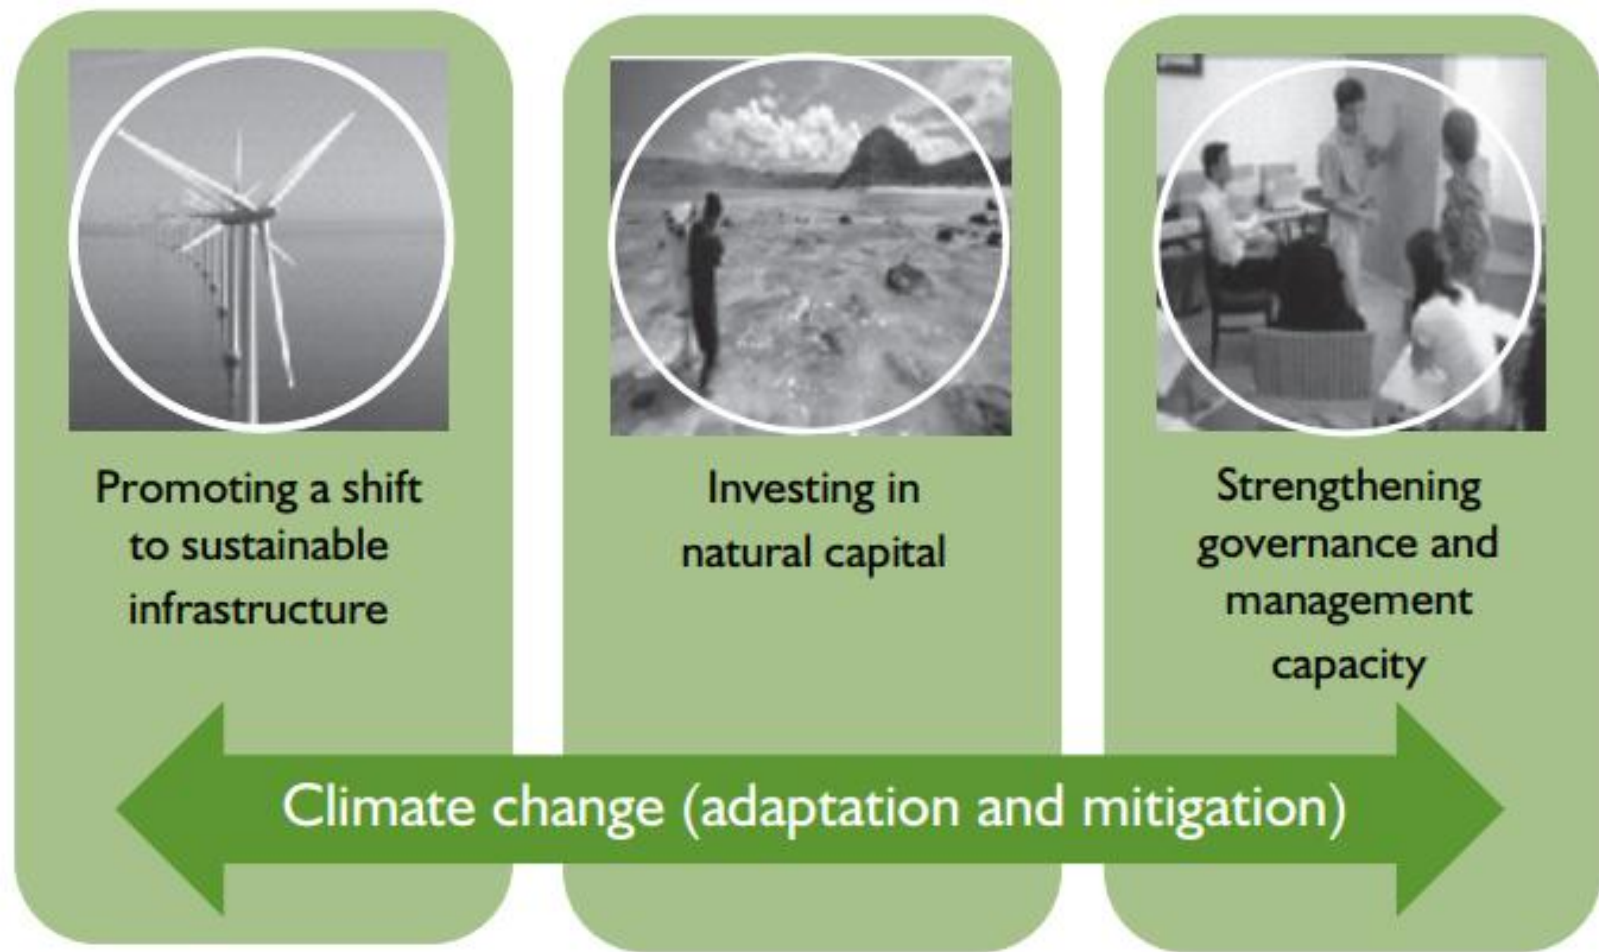 Promoting a shift
to sustainable
infrastructure
Investing in
natural capital
Strengthening
governance and
management
capacity
Climate change (adaptation and mitigation)